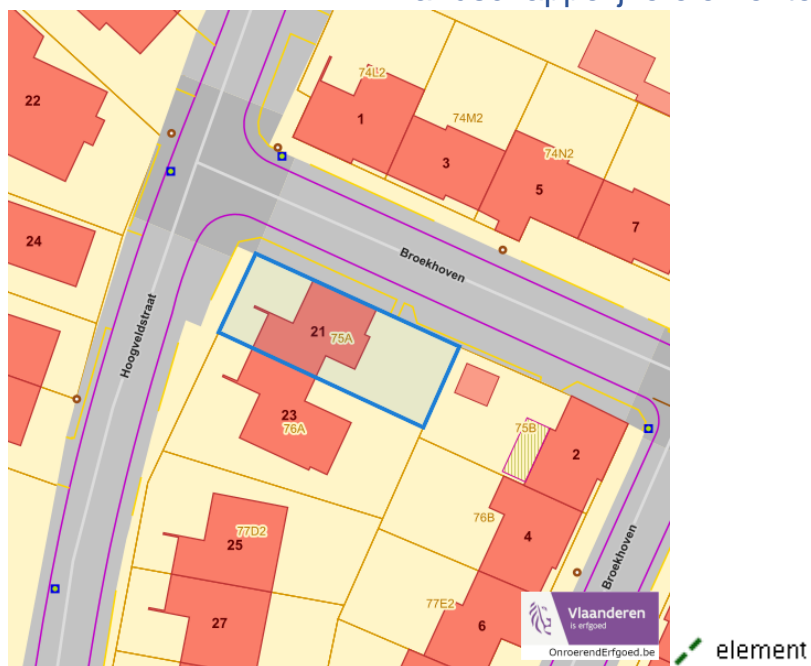 22
74L2
1
74M2
3
74N2
5
7
24
Broekhoven
Hoogveldstraat
21
75A
23
76A
75B
2
76B
4
77D2
25
Broekhoven
77E2
27
6
Vlaanderen
is erfgoed
OnroerendErfgoed.be
element